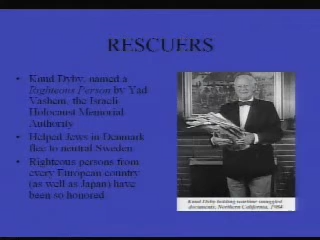 RESCUERS
• Knud Dyby, named a
Righteous Person by Yad
Vashem, the Israeli
Holocaust Memorial
Authority
• Helped Jews in Denmark
flee to neutral Sweden
• Righteous persons from
every European country
(as well as Japan) have
been so honored.
Knud Dyby holding wartime smuggled
documents, Northern California, 1984